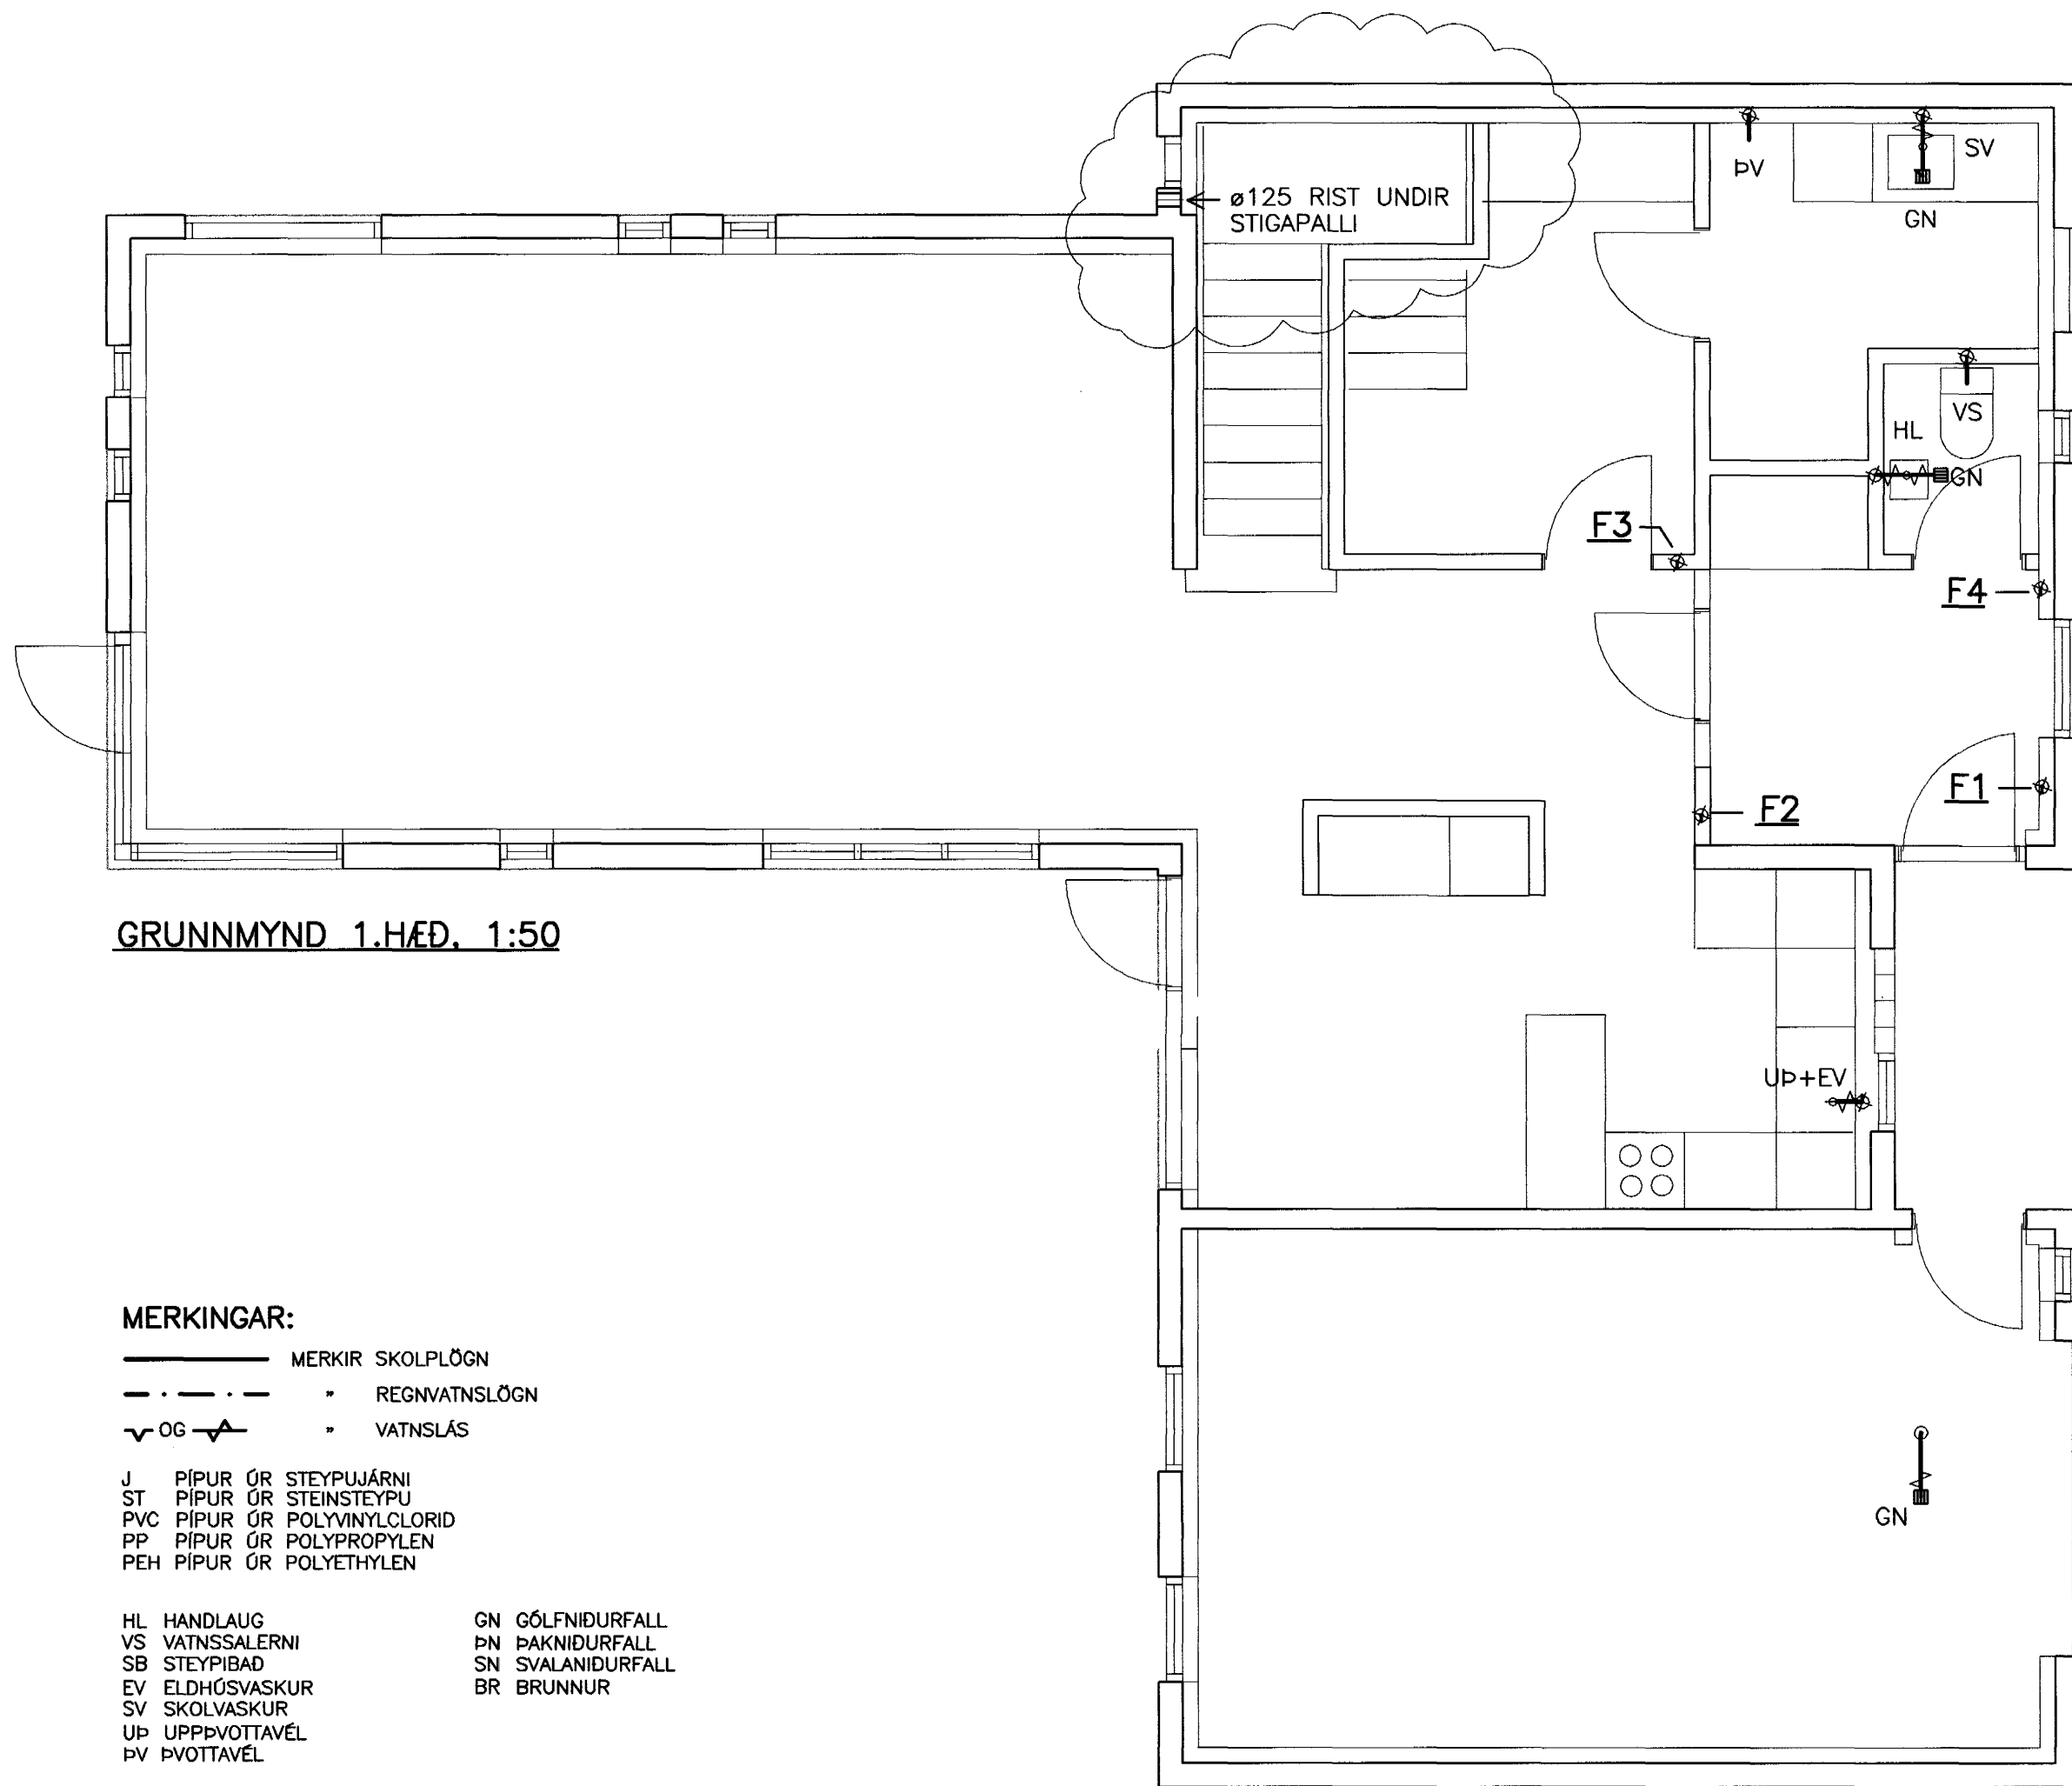 ø125 RIST UNDIR
STIGAPALLI
ÞV
SV
GN
VS
HL
GN
F3
F4
F1
F2
GRUNNMYND 1.HÆÐ, 1:50
UÞ+EV
GN
MERKINGAR:
MERKIR SKOLPLÖGN
" REGNVATNSLÖGN
OG " VATNSLÁS
J PÍPUR ÚR STEYPUJÁRNI
ST PÍPUR ÚR STEINSTEYPU
PVC PÍPUR ÚR POLYVINYLCLORID
PP PÍPUR ÚR POLYPROPYLEN
PEH PÍPUR ÚR POLYETHYLEN
HL HANDLAUG
VS VATNSSALERNI
SB STEYPIBAÐ
EV ELDHÚSVASKUR
SV SKOLVASKUR
UÞ UPPÞVOTTAVÉL
ÞV ÞVOTTAVÉL
GN GÓLFNIÐURFALL
ÞN ÞAKNIÐURFALL
SN SVALANIÐURFALL
BR BRUNNUR